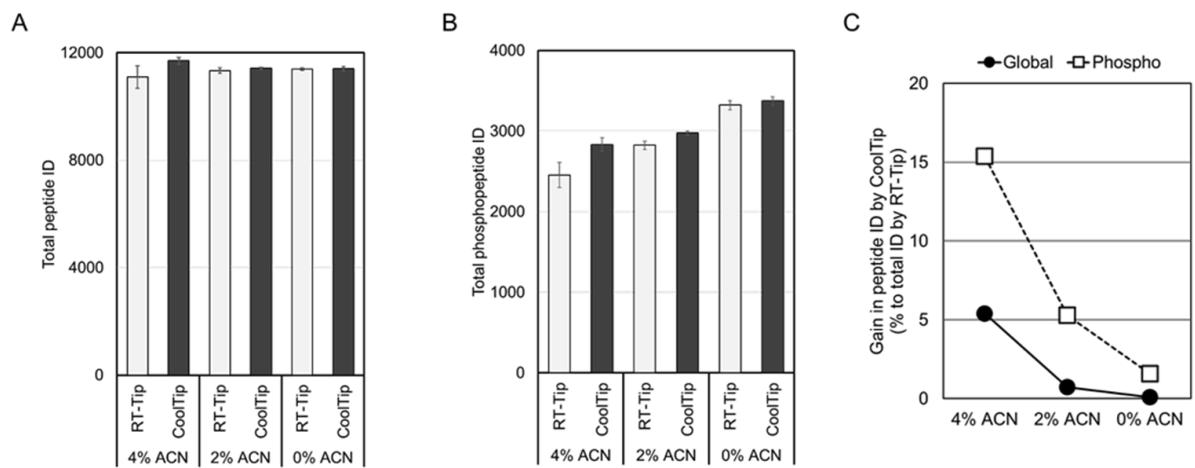 A
12000
8000
4000
0
Total peptide ID
RT-Tip
CoolTip
RT-Tip
CoolTip
RT-Tip
CoolTip
4% ACN
2% ACN
0% ACN
B
4000
3000
2000
1000
0
Total phosphopeptide ID
RT-Tip
CoolTip
RT-Tip
CoolTip
RT-Tip
CoolTip
4% ACN
2% ACN
0% ACN
C
Global
Phospho
20
15
10
5
0
Gain in peptide ID by CoolTip
(% to total ID by RT-Tip)
4% ACN
2% ACN
0% ACN